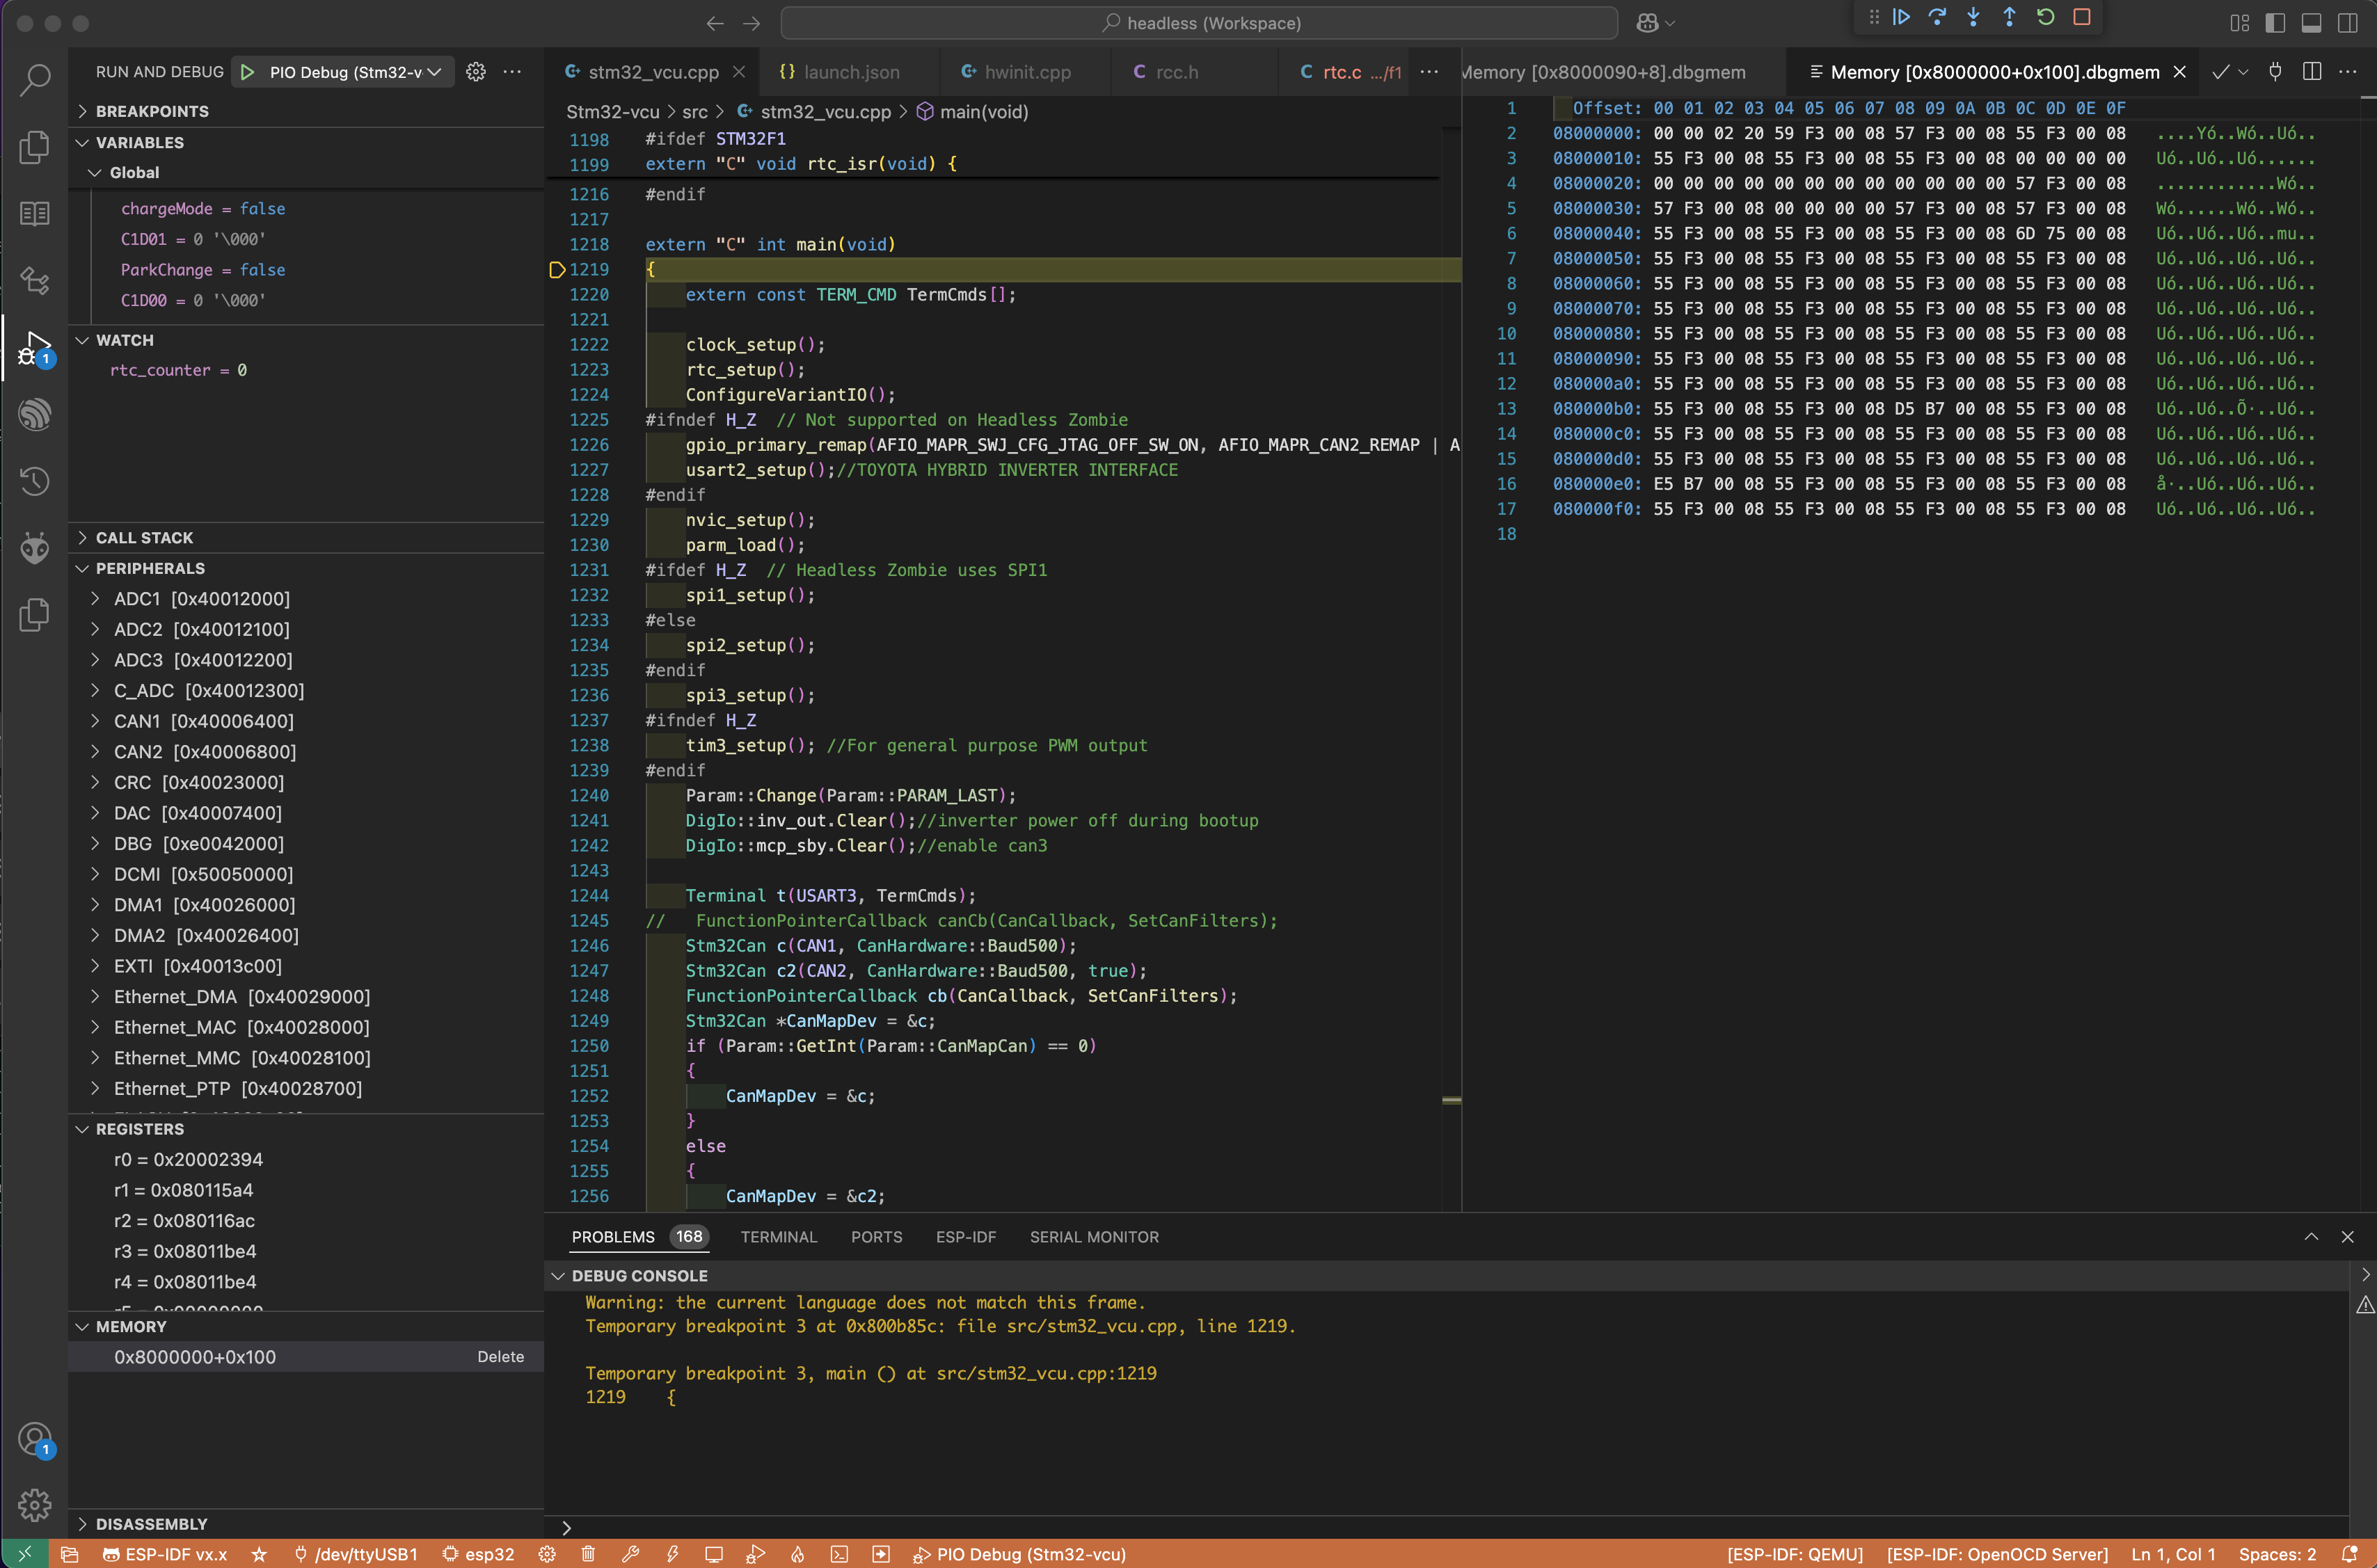 headless (Workspace)
RUN AND DEBUG
PIO Debug (Stm32-v
BREAKPOINTS
VARIABLES
Global
chargeMode = false
C1D01 = 0 '\000'
ParkChange = false
C1D00 = 0 '\000'
WATCH
rtc_counter = 0
CALL STACK
PERIPHERALS
ADC1 [0x40012000]
ADC2 [0x40012100]
ADC3 [0x40012200]
C_ADC [0x40012300]
CAN1 [0x40006400]
CAN2 [0x40006800]
CRC [0x40023000]
DAC [0x40007400]
DBG [0xe0042000]
DCMI [0x50050000]
DMA1 [0x40026000]
DMA2 [0x40026400]
EXTI [0x40013c00]
Ethernet_DMA [0x40029000]
Ethernet_MAC [0x40028000]
Ethernet_MMC [0x40028100]
Ethernet_PTP [0x40028700]
REGISTERS
r0 = 0x20002394
r1 = 0x080115a4
r2 = 0x080116ac
r3 = 0x08011be4
r4 = 0x08011be4
MEMORY
0x8000000+0x100 Delete
DISASSEMBLY
1
1
stm32_vcu.cpp
launch.json
hwinit.cpp
rcc.h
rtc.c .../f1
Stm32-vcu > src > stm32_vcu.cpp > main(void)
1198 #ifdef STM32F1
1199 extern "C" void rtc_isr(void) {
1216 #endif
1217
1218 extern "C" int main(void)
1219 {
1220 extern const TERM_CMD TermCmds[];
1221
1222 clock_setup();
1223 rtc_setup();
1224 ConfigureVariantIO();
1225 #ifndef H_Z // Not supported on Headless Zombie
1226 gpio_primary_remap(AFIO_MAPR_SWJ_CFG_JTAG_OFF_SW_ON, AFIO_MAPR_CAN2_REMAP | A
1227 usart2_setup();//TOYOTA HYBRID INVERTER INTERFACE
1228 #endif
1229 nvic_setup();
1230 parm_load();
1231 #ifdef H_Z // Headless Zombie uses SPI1
1232 spi1_setup();
1233 #else
1234 spi2_setup();
1235 #endif
1236 spi3_setup();
1237 #ifndef H_Z
1238 tim3_setup(); //For general purpose PWM output
1239 #endif
1240 Param::Change(Param::PARAM_LAST);
1241 DigIo::inv_out.Clear();//inverter power off during bootup
1242 DigIo::mcp_sby.Clear();//enable can3
1243
1244 Terminal t(USART3, TermCmds);
1245 // FunctionPointerCallback canCb(CanCallback, SetCanFilters);
1246 Stm32Can c(CAN1, CanHardware::Baud500);
1247 Stm32Can c2(CAN2, CanHardware::Baud500, true);
1248 FunctionPointerCallback cb(CanCallback, SetCanFilters);
1249 Stm32Can *CanMapDev = &c;
1250 if (Param::GetInt(Param::CanMapCan) == 0)
1251 {
1252 CanMapDev = &c;
1253 }
1254 else
1255 {
1256 CanMapDev = &c2;
Memory [0x8000090+8].dbgmem
Memory [0x8000000+0x100].dbgmem
1 Offset: 00 01 02 03 04 05 06 07 08 09 0A 0B 0C 0D 0E 0F
2 08000000: 00 00 02 20 59 F3 00 08 57 F3 00 08 55 F3 00 08 ....Yó..Wó..Uó..
3 08000010: 55 F3 00 08 55 F3 00 08 55 F3 00 08 00 00 00 00 Uó..Uó..Uó......
4 08000020: 00 00 00 00 00 00 00 00 00 00 00 00 57 F3 00 08 ............Wó..
5 08000030: 57 F3 00 08 00 00 00 00 57 F3 00 08 57 F3 00 08 Wó......Wó..Wó..
6 08000040: 55 F3 00 08 55 F3 00 08 55 F3 00 08 6D 75 00 08 Uó..Uó..Uó..mu..
7 08000050: 55 F3 00 08 55 F3 00 08 55 F3 00 08 55 F3 00 08 Uó..Uó..Uó..Uó..
8 08000060: 55 F3 00 08 55 F3 00 08 55 F3 00 08 55 F3 00 08 Uó..Uó..Uó..Uó..
9 08000070: 55 F3 00 08 55 F3 00 08 55 F3 00 08 55 F3 00 08 Uó..Uó..Uó..Uó..
10 08000080: 55 F3 00 08 55 F3 00 08 55 F3 00 08 55 F3 00 08 Uó..Uó..Uó..Uó..
11 08000090: 55 F3 00 08 55 F3 00 08 55 F3 00 08 55 F3 00 08 Uó..Uó..Uó..Uó..
12 080000a0: 55 F3 00 08 55 F3 00 08 55 F3 00 08 55 F3 00 08 Uó..Uó..Uó..Uó..
13 080000b0: 55 F3 00 08 55 F3 00 08 D5 B7 00 08 55 F3 00 08 Uó..Uó..Õ·..Uó..
14 080000c0: 55 F3 00 08 55 F3 00 08 55 F3 00 08 55 F3 00 08 Uó..Uó..Uó..Uó..
15 080000d0: 55 F3 00 08 55 F3 00 08 55 F3 00 08 55 F3 00 08 Uó..Uó..Uó..Uó..
16 080000e0: E5 B7 00 08 55 F3 00 08 55 F3 00 08 55 F3 00 08 å·..Uó..Uó..Uó..
17 080000f0: 55 F3 00 08 55 F3 00 08 55 F3 00 08 55 F3 00 08 Uó..Uó..Uó..Uó..
18
PROBLEMS 168 TERMINAL PORTS ESP-IDF SERIAL MONITOR
DEBUG CONSOLE
Warning: the current language does not match this frame.
Temporary breakpoint 3 at 0x800b85c: file src/stm32_vcu.cpp, line 1219.
Temporary breakpoint 3, main () at src/stm32_vcu.cpp:1219
1219 {
ESP-IDF vx.x /dev/ttyUSB1 esp32 PIO Debug (Stm32-vcu) [ESP-IDF: QEMU] [ESP-IDF: OpenOCD Server] Ln 1, Col 1 Spaces: 2